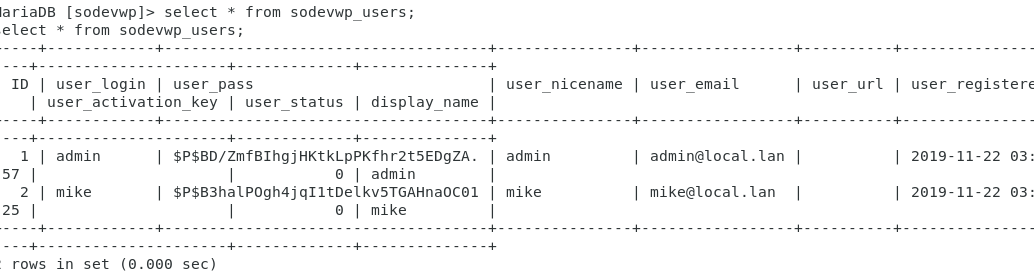 MariaDB [sodevwp]> select * from sodevwp_users;
select * from sodevwp_users;
----+------------+------------------------------------+---------------+-----------------+----------+----------------
---+---------------------+-------------+--------------+
 ID | user_login | user_pass                          | user_nicename | user_email      | user_url | user_registere
   | user_activation_key | user_status | display_name |
----+------------+------------------------------------+---------------+-----------------+----------+----------------
---+---------------------+-------------+--------------+
  1 | admin      | $P$BD/ZmfBIhgjHKtkLpPKfhr2t5EDgZA. | admin         | admin@local.lan |          | 2019-11-22 03:
57 |                     |           0 | admin        |
  2 | mike       | $P$B3halPOgh4jqI1tDelkv5TGAHnaOC01 | mike          | mike@local.lan  |          | 2019-11-22 03:
25 |                     |           0 | mike         |
----+------------+------------------------------------+---------------+-----------------+----------+----------------
---+---------------------+-------------+--------------+
2 rows in set (0.000 sec)